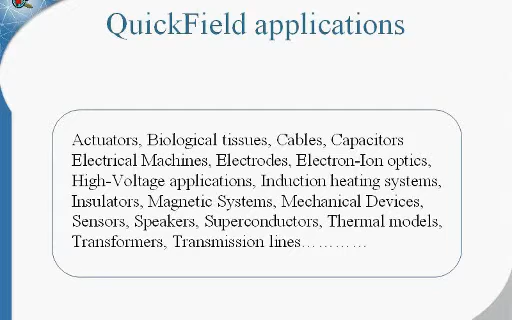 QuickField applications
Actuators, Biological tissues, Cables, Capacitors
Electrical Machines, Electrodes, Electron-Ion optics,
High-Voltage applications, Induction heating systems,
Insulators, Magnetic Systems, Mechanical Devices,
Sensors, Speakers, Superconductors, Thermal models,
Transformers, Transmission lines…………